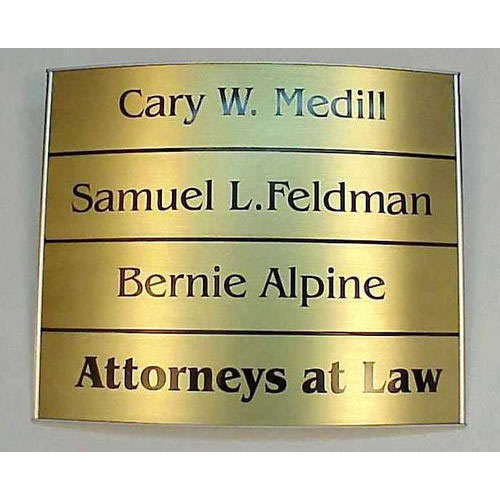 Cary W. Medill
Samuel L.Feldman
Bernie Alpine
Attorneys at Law